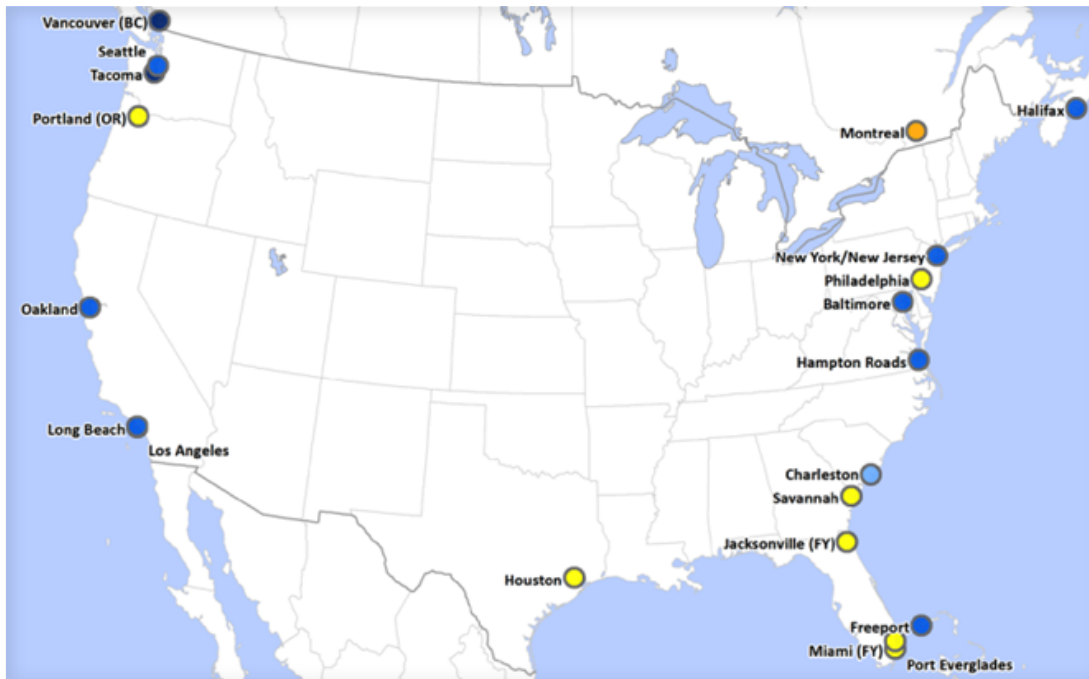 Vancouver (BC)
Seattle
Tacoma
Portland (OR)
Halifax
Montreal
New York/New Jersey
Philadelphia
Baltimore
Oakland
Hampton Roads
Long Beach
Los Angeles
Charleston
Savannah
Jacksonville (FY)
Houston
Freeport
Miami (FY)
Port Everglades